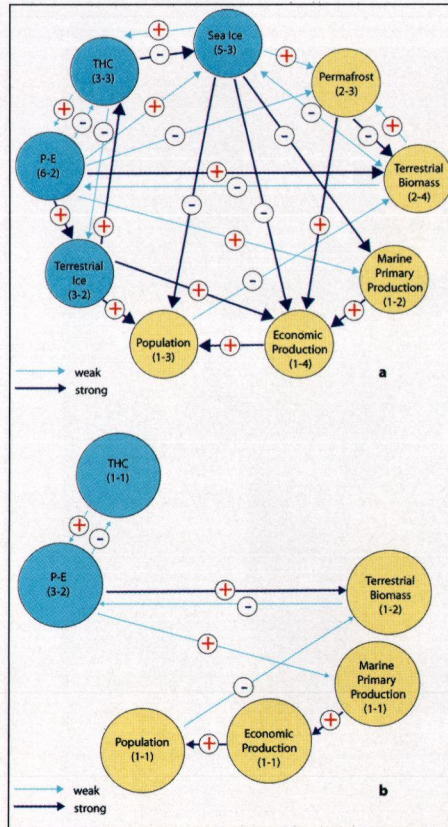 Sea Ice
(5-3)
THC
(3-3)
Permafrost
(2-3)
P-E
(6-2)
Terrestrial
Biomass
(2-4)
Terrestrial
Ice
(3-2)
Marine
Primary
Production
(1-2)
Population
(1-3)
Economic
Production
(1-4)
weak
strong
a
+
-
+
+
+
-
-
-
+
-
-
-
+
+
-
-
+
-
-
+
+
+
+
-
+
+
+
THC
(1-1)
P-E
(3-2)
Terrestrial
Biomass
(1-2)
Marine
Primary
Production
(1-1)
Economic
Production
(1-1)
Population
(1-1)
+
-
+
-
+
-
+
+
weak
strong
b